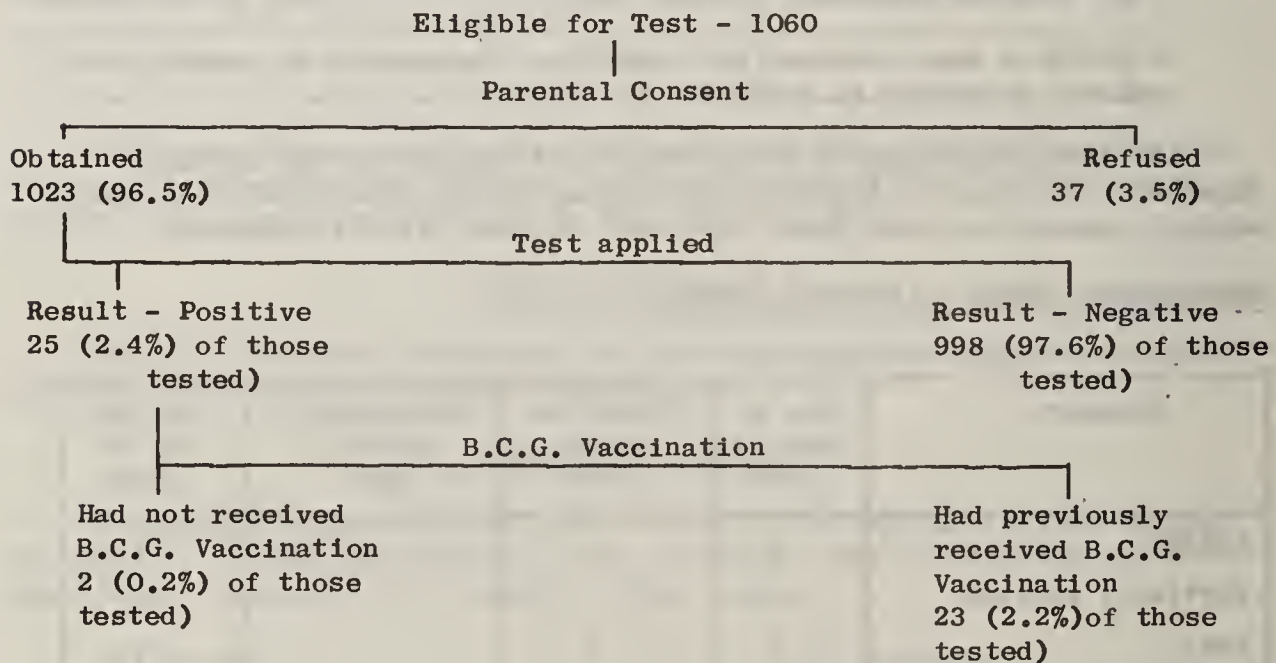 Eligible for Test - 1060
Parental Consent
Obtained
1023 (96.5%)
Refused
37 (3.5%)
Test applied
Result - Positive
25 (2.4%) of those
tested)
Result - Negative
998 (97.6%) of those
tested)
B.C.G. Vaccination
Had not received
B.C.G. Vaccination
2 (0.2%) of those
tested)
Had previously
received B.C.G.
Vaccination
23 (2.2%)of those
tested)